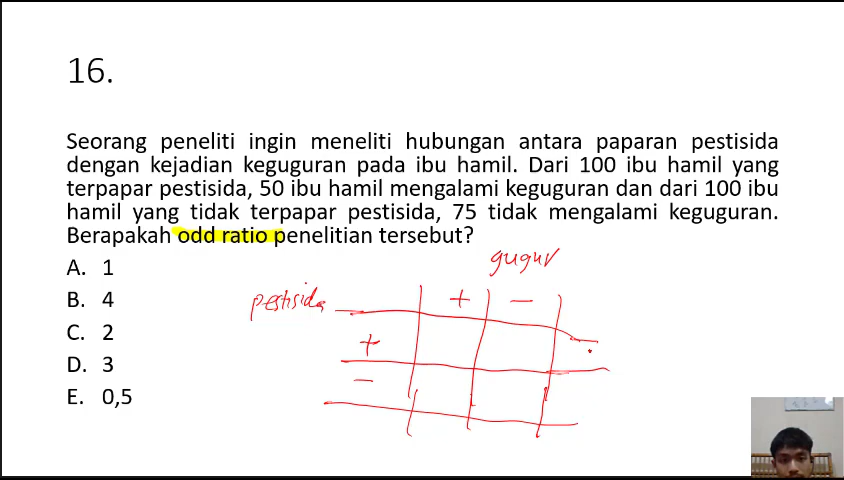 16.
Seorang peneliti ingin meneliti hubungan antara paparan pestisida
dengan kejadian keguguran pada ibu hamil. Dari 100 ibu hamil yang
terpapar pestisida, 50 ibu hamil mengalami keguguran dan dari 100 ibu
hamil yang tidak terpapar pestisida, 75 tidak mengalami keguguran.
Berapakah odd ratio penelitian tersebut?
A. 1
B. 4
C. 2
D. 3
E. 0,5
gugur
pestisida + -
+
-